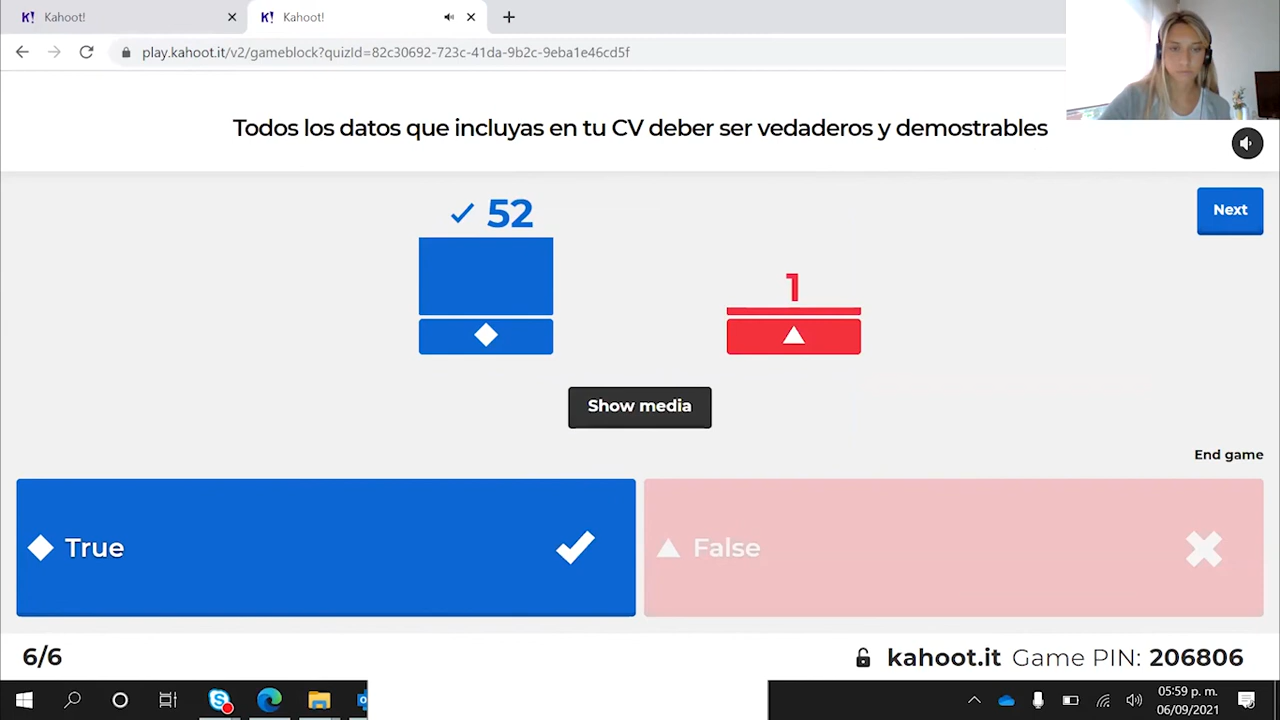 K! Kahoot!
K! Kahoot!
play.kahoot.it/v2/gameblock?quizId=82c30692-723c-41da-9b2c-9eba1e46cd5f
Todos los datos que incluyas en tu CV deber ser vedaderos y demostrables
52
Next
1
Show media
End game
True
False
6/6
kahoot.it Game PIN: 206806
05:59 p. m.
06/09/2021